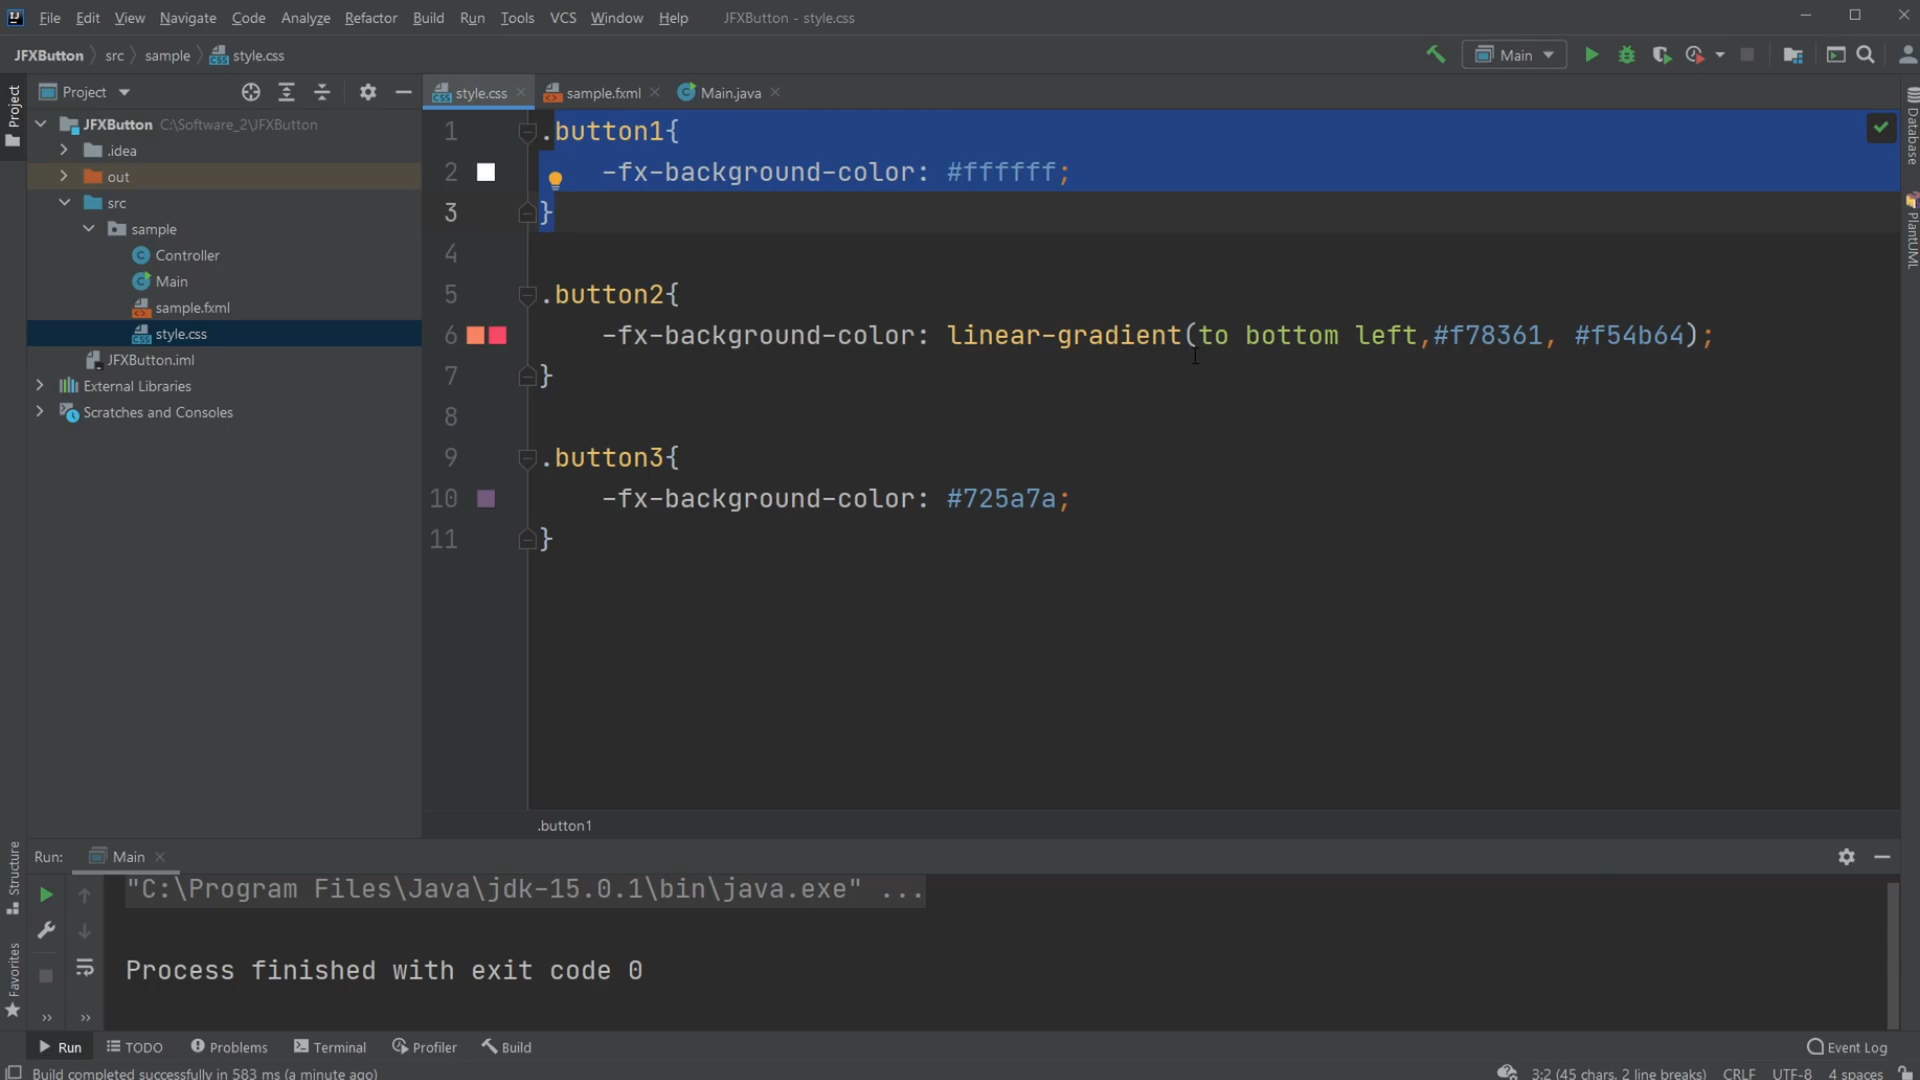 File Edit View Navigate Code Analyze Refactor Build Run Tools VCS Window Help JFXButton - style.css
JFXButton src sample style.css
Main
Project
style.css sample.fxml Main.java
Project
JFXButton C:\Software_2\JFXButton
.idea
out
src
sample
Controller
Main
sample.fxml
style.css
JFXButton.iml
External Libraries
Scratches and Consoles
1 .button1{
2 -fx-background-color: #ffffff;
3 }
4
5 .button2{
6 -fx-background-color: linear-gradient(to bottom left,#f78361, #f54b64);
7 }
8
9 .button3{
10 -fx-background-color: #725a7a;
11 }
.button1
Database
PlantUML
Structure
Favorites
Run: Main
"C:\Program Files\Java\jdk-15.0.1\bin\java.exe" ...
Process finished with exit code 0
Run TODO Problems Terminal Profiler Build Event Log
Build completed successfully in 583 ms (a minute ago) 3:2 (45 chars, 2 line breaks) CRLF UTF-8 4 spaces